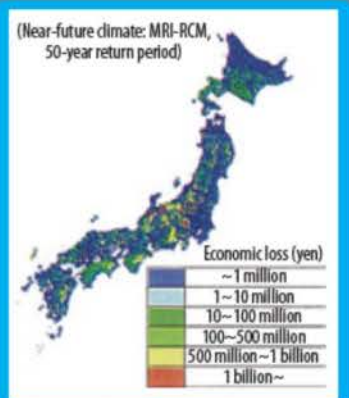 (Near-future climate: MRI-RCM,
50-year return period)
Economic loss (yen)
~1 million
1~10 million
10~100 million
100~500 million
500 million~1 billion
1 billion~